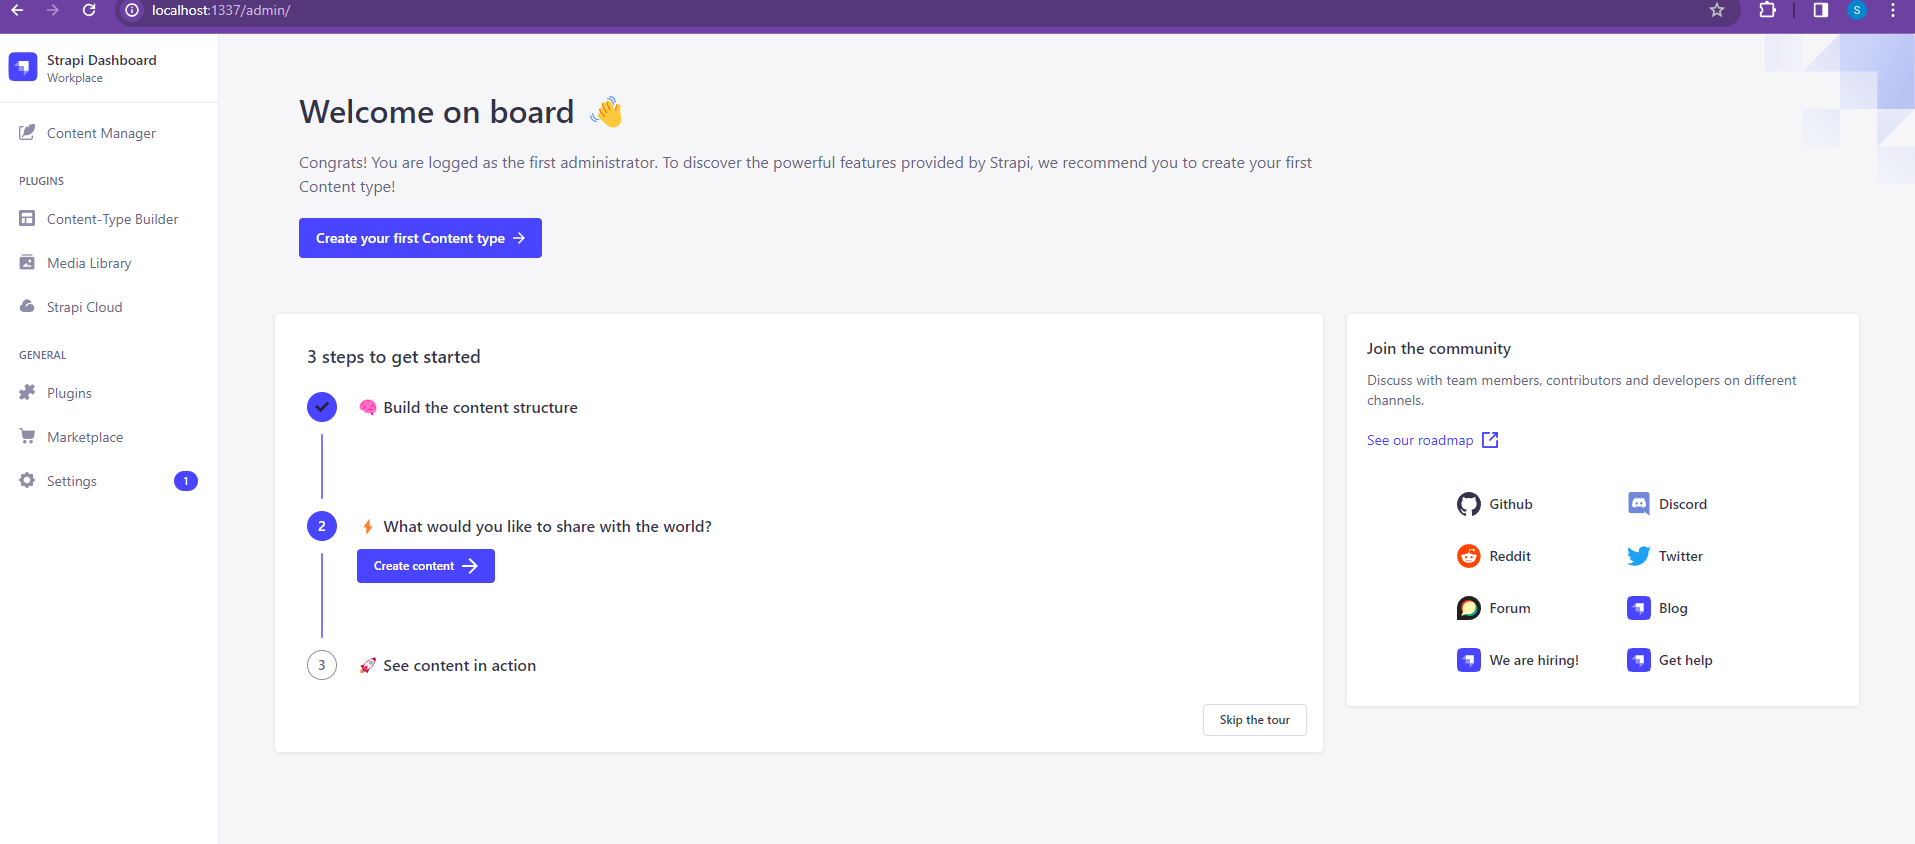 localhost:1337/admin/
S
Strapi Dashboard
Workplace
Content Manager
PLUGINS
Content-Type Builder
Media Library
Strapi Cloud
GENERAL
Plugins
Marketplace
Settings
1
Welcome on board
Congrats! You are logged as the first administrator. To discover the powerful features provided by Strapi, we recommend you to create your first
Content type!
Create your first Content type
3 steps to get started
Build the content structure
2
What would you like to share with the world?
Create content
3
See content in action
Skip the tour
Join the community
Discuss with team members, contributors and developers on different
channels.
See our roadmap
Github
Discord
Reddit
Twitter
Forum
Blog
We are hiring!
Get help